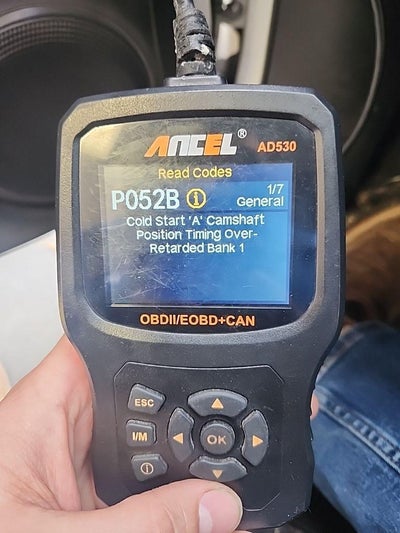 ANCEL® AD530
Read Codes
P052B i 1/7
General
Cold Start 'A' Camshaft
Position Timing Over-
Retarded Bank 1
OBDII/EOBD+CAN
ESC
I/M
OK
i